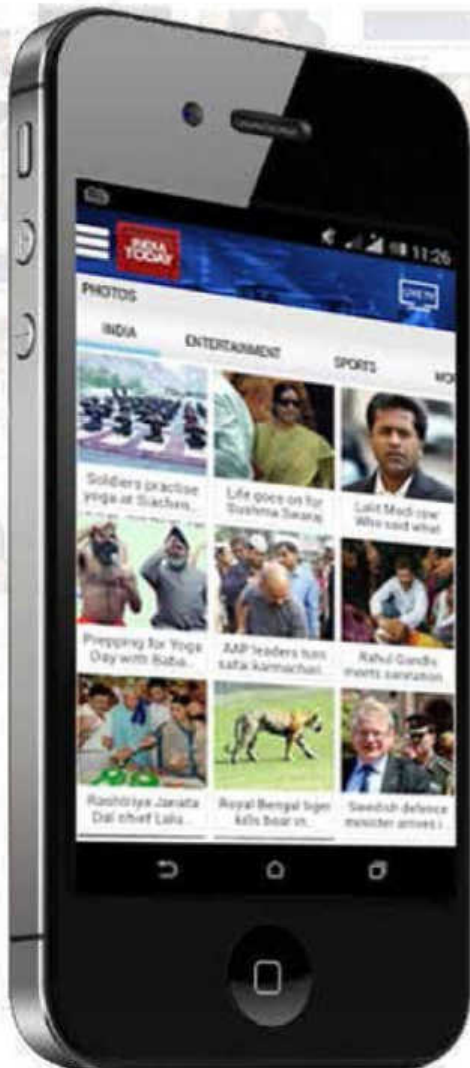 11:26
INDIA
TODAY
LIVE TV
PHOTOS
INDIA ENTERTAINMENT SPORTS
Soldiers practise
yoga at Siachen...
Life goes on for
Sushma Swaraj
Lalit Modi row
Who said what
Prepping for Yoga
Day with Baba...
AAP leaders turn
safai karmachari...
Rahul Gandhi
meets sanitation
Rashtriya Janata
Dal chief Lalu...
Royal Bengal tiger
kills boar in...
Swedish defence
minister arrives i...